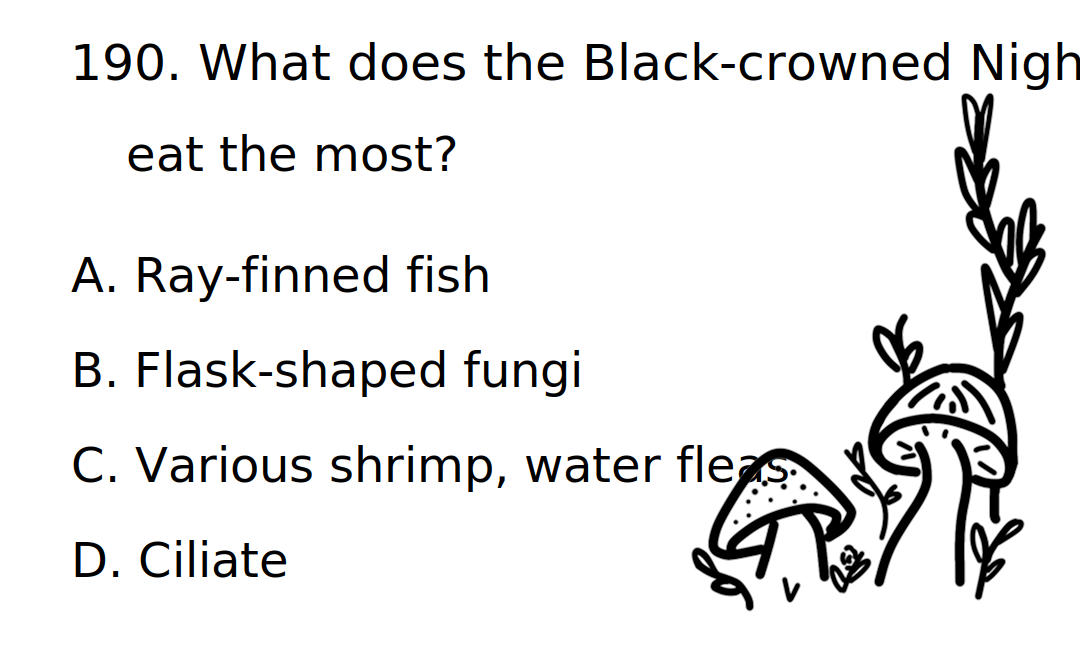 190. What does the Black-crowned Nigh
eat the most?
A. Ray-finned fish
B. Flask-shaped fungi
C. Various shrimp, water fleas
D. Ciliate